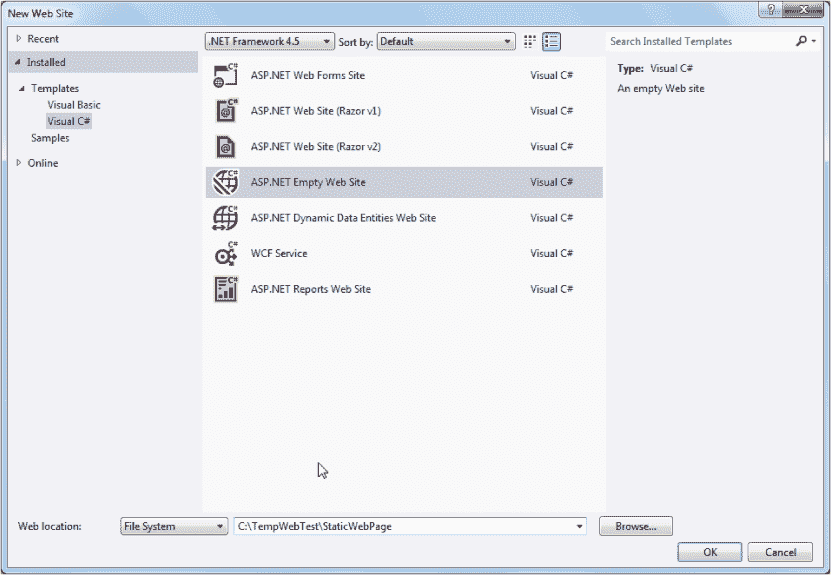 New Web Site
Recent
Installed
Templates
Visual Basic
Visual C#
Samples
Online
.NET Framework 4.5
Sort by:
Default
Search Installed Templates
C# ASP.NET Web Forms Site Visual C#
C# ASP.NET Web Site (Razor v1) Visual C#
C# ASP.NET Web Site (Razor v2) Visual C#
C# ASP.NET Empty Web Site Visual C#
C# ASP.NET Dynamic Data Entities Web Site Visual C#
C# WCF Service Visual C#
C# ASP.NET Reports Web Site Visual C#
Type: Visual C#
An empty Web site
Web location:
File System
C:\TempWebTest\StaticWebPage
Browse...
OK
Cancel